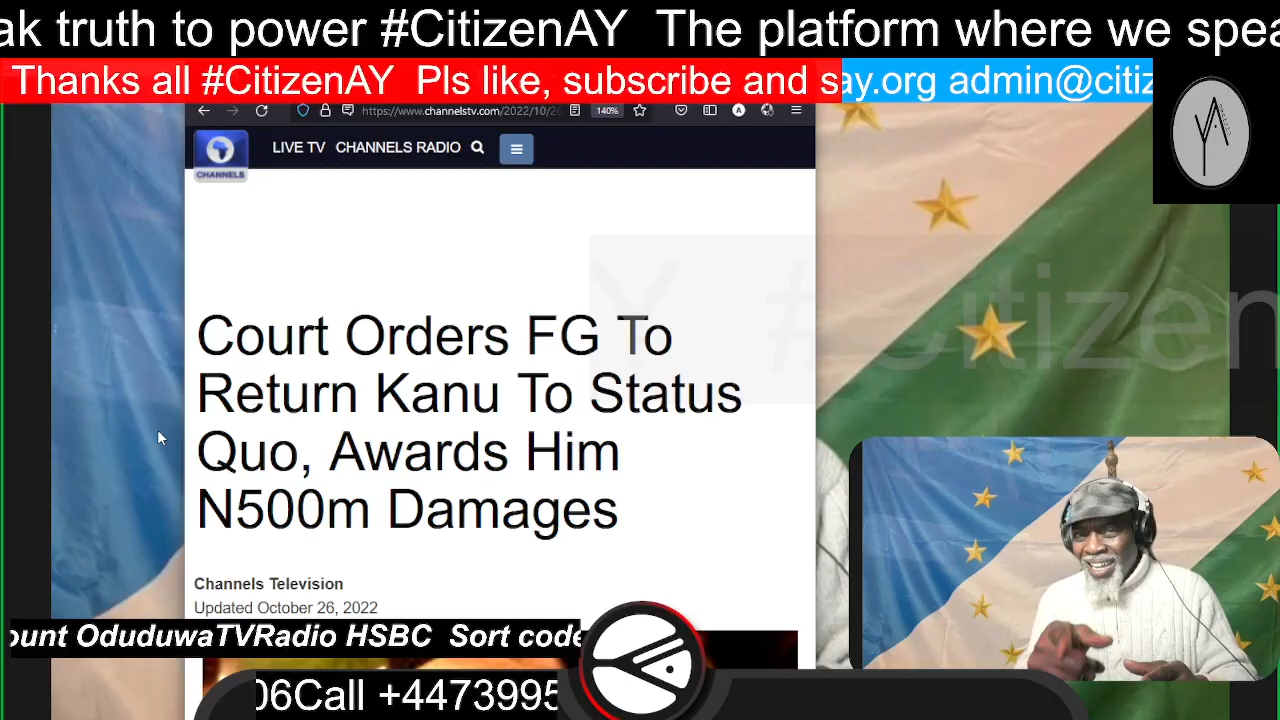 ak truth to power #CitizenAY The platform where we spea
Thanks all #CitizenAY Pls like, subscribe and say.org admin@citiz
https://www.channelstv.com/2022/10/2
140%
LIVE TV CHANNELS RADIO
CHANNELS
Y #Citizen
Court Orders FG To
Return Kanu To Status
Quo, Awards Him
N500m Damages
Channels Television
Updated October 26, 2022
ount OduduwaTVRadio HSBC Sort code
06Call +4473995